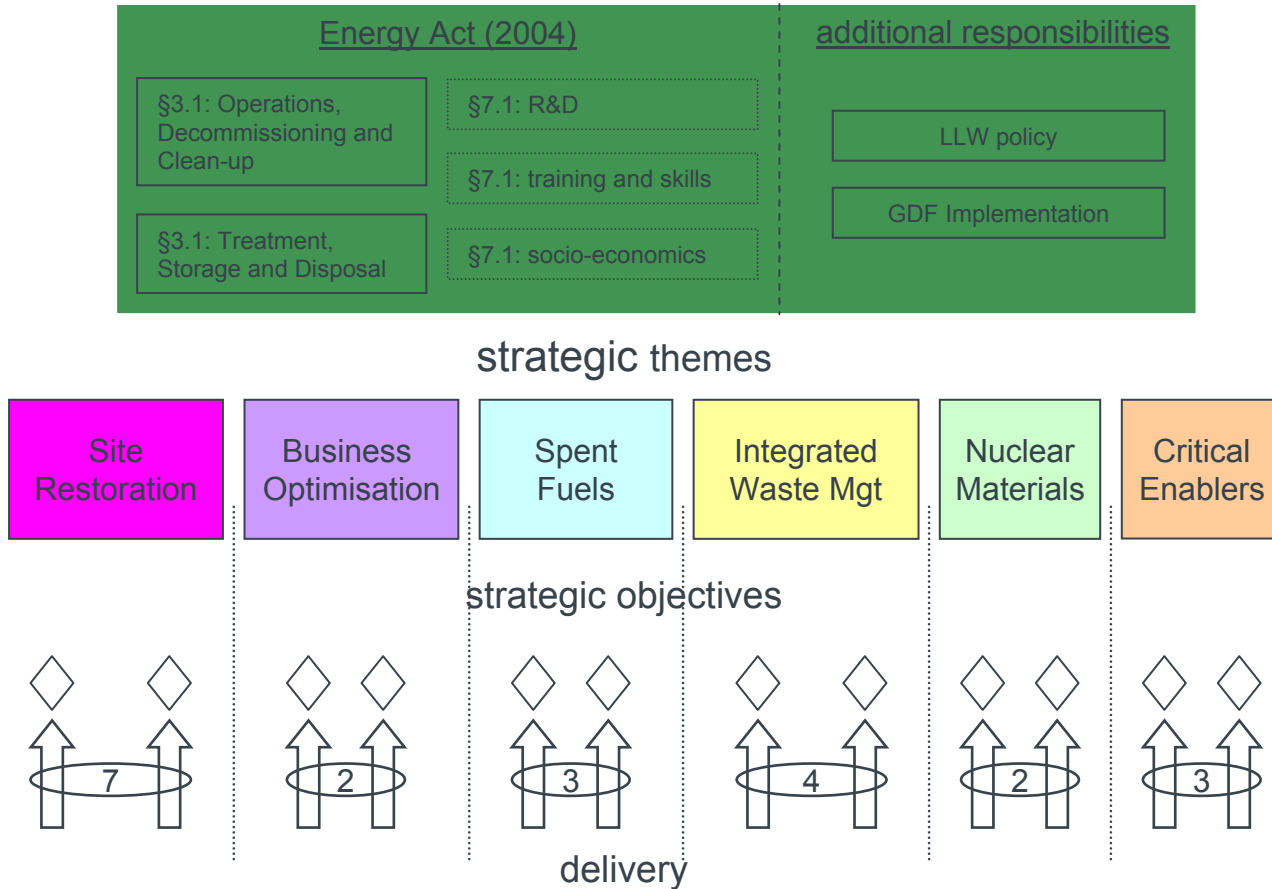 Energy Act (2004)
additional responsibilities
§3.1: Operations,
Decommissioning and
Clean-up
§3.1: Treatment,
Storage and Disposal
§7.1: R&D
§7.1: training and skills
§7.1: socio-economics
LLW policy
GDF Implementation
strategic themes
Site
Restoration
Business
Optimisation
Spent
Fuels
Integrated
Waste Mgt
Nuclear
Materials
Critical
Enablers
strategic objectives
7
2
3
4
2
3
delivery